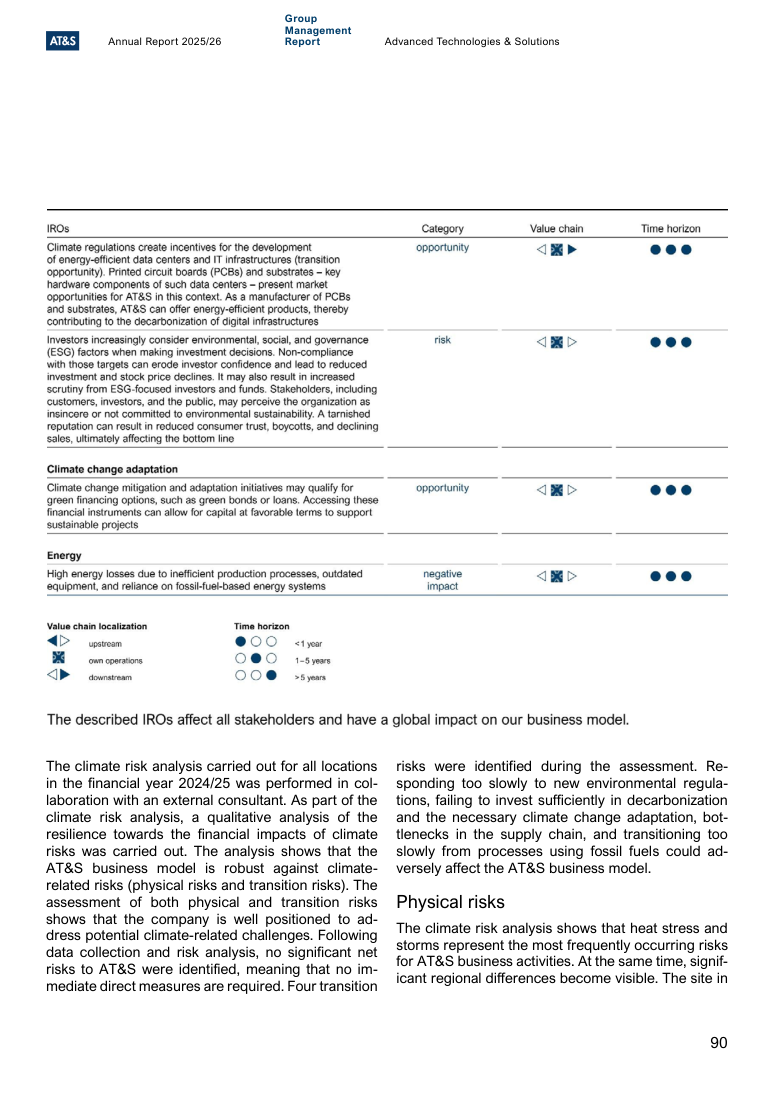 AT&S
Annual Report 2025/26
Group
Management
Report
Advanced Technologies & Solutions
IROs
Category
Value chain
Time horizon
Climate regulations create incentives for the development
of energy-efficient data centers and IT infrastructures (transition
opportunity). Printed circuit boards (PCBs) and substrates – key
hardware components of such data centers – present market
opportunities for AT&S in this context. As a manufacturer of PCBs
and substrates, AT&S can offer energy-efficient products, thereby
contributing to the decarbonization of digital infrastructures
opportunity
Investors increasingly consider environmental, social, and governance
(ESG) factors when making investment decisions. Non-compliance
with those targets can erode investor confidence and lead to reduced
investment and stock price declines. It may also result in increased
scrutiny from ESG-focused investors and funds. Stakeholders, including
customers, investors, and the public, may perceive the organization as
insincere or not committed to environmental sustainability. A tarnished
reputation can result in reduced consumer trust, boycotts, and declining
sales, ultimately affecting the bottom line
risk
Climate change adaptation
Climate change mitigation and adaptation initiatives may qualify for
green financing options, such as green bonds or loans. Accessing these
financial instruments can allow for capital at favorable terms to support
sustainable projects
opportunity
Energy
High energy losses due to inefficient production processes, outdated
equipment, and reliance on fossil-fuel-based energy systems
negative
impact
Value chain localization
upstream
own operations
downstream
Time horizon
<1 year
1–5 years
>5 years
The described IROs affect all stakeholders and have a global impact on our business model.
The climate risk analysis carried out for all locations
in the financial year 2024/25 was performed in col-
laboration with an external consultant. As part of the
climate risk analysis, a qualitative analysis of the
resilience towards the financial impacts of climate
risks was carried out. The analysis shows that the
AT&S business model is robust against climate-
related risks (physical risks and transition risks). The
assessment of both physical and transition risks
shows that the company is well positioned to ad-
dress potential climate-related challenges. Following
data collection and risk analysis, no significant net
risks to AT&S were identified, meaning that no im-
mediate direct measures are required. Four transition
risks were identified during the assessment. Re-
sponding too slowly to new environmental regula-
tions, failing to invest sufficiently in decarbonization
and the necessary climate change adaptation, bot-
tlenecks in the supply chain, and transitioning too
slowly from processes using fossil fuels could ad-
versely affect the AT&S business model.
Physical risks
The climate risk analysis shows that heat stress and
storms represent the most frequently occurring risks
for AT&S business activities. At the same time, signif-
icant regional differences become visible. The site in
90